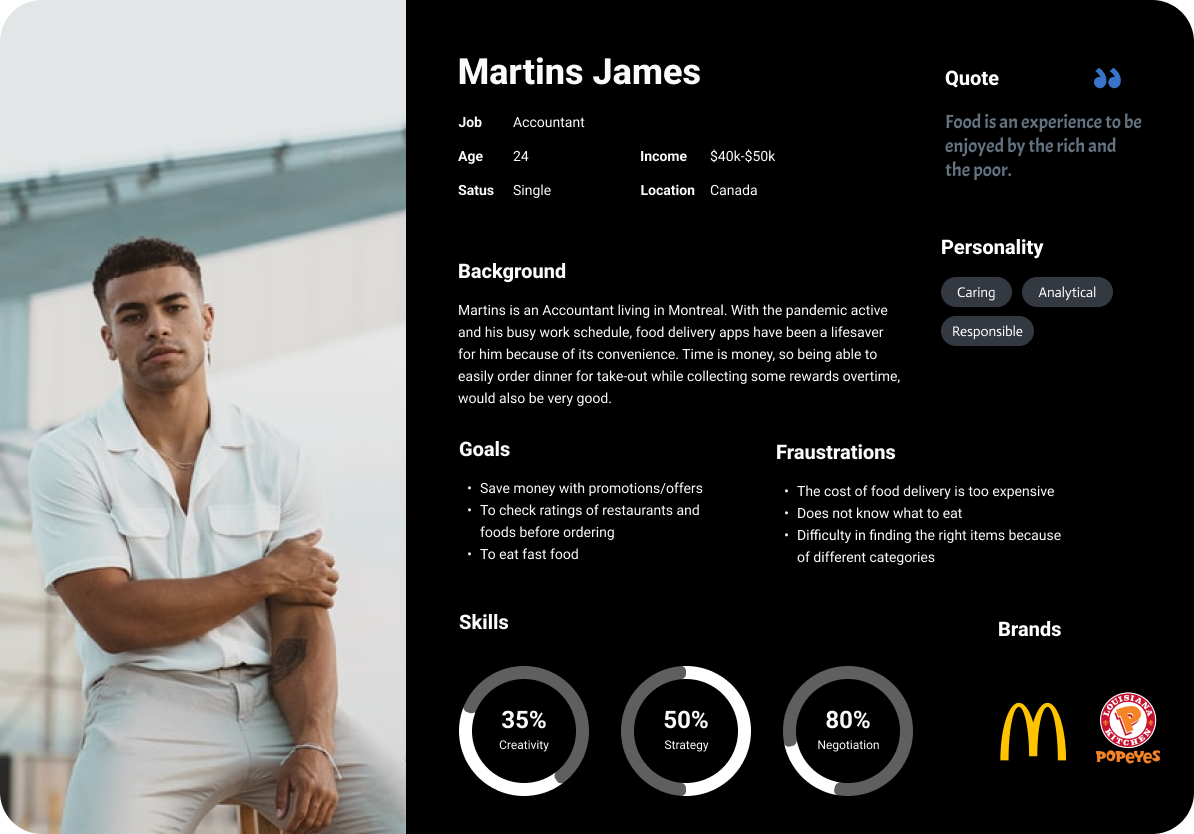 Martins James
Job Accountant
Age 24 Income $40k-$50k
Satus Single Location Canada
Quote
Food is an experience to be
enjoyed by the rich and
the poor.
Personality
Caring Analytical
Responsible
Background
Martins is an Accountant living in Montreal. With the pandemic active
and his busy work schedule, food delivery apps have been a lifesaver
for him because of its convenience. Time is money, so being able to
easily order dinner for take-out while collecting some rewards overtime,
would also be very good.
Goals
• Save money with promotions/offers
• To check ratings of restaurants and
foods before ordering
• To eat fast food
Fraustrations
• The cost of food delivery is too expensive
• Does not know what to eat
• Difficulty in finding the right items because
of different categories
Skills
35%
Creativity
50%
Strategy
80%
Negotiation
Brands
LOUISIANA
KITCHEN
POPEYES